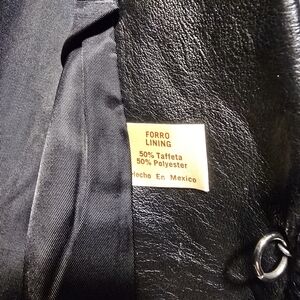 FORRO
LINING
50% Taffeta
50% Polyester
Hecho En Mexico